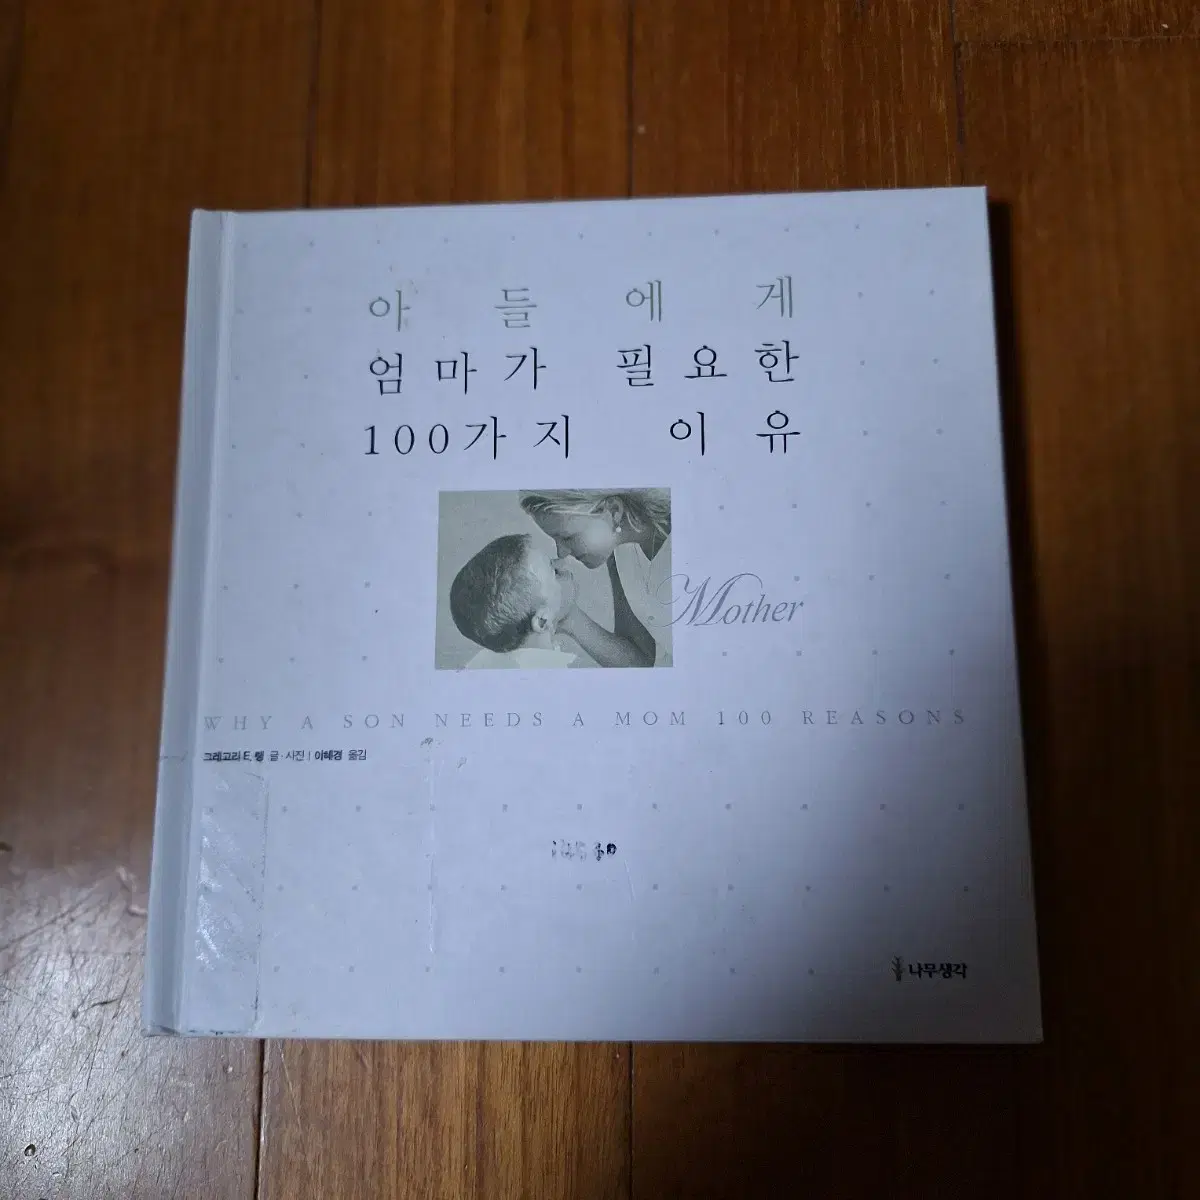 아들에게
엄마가 필요한
100가지 이유
Mother
WHY A SON NEEDS A MOM 100 REASONS
그레고리 E. 랭 글·사진 | 이혜경 옮김
나무생각